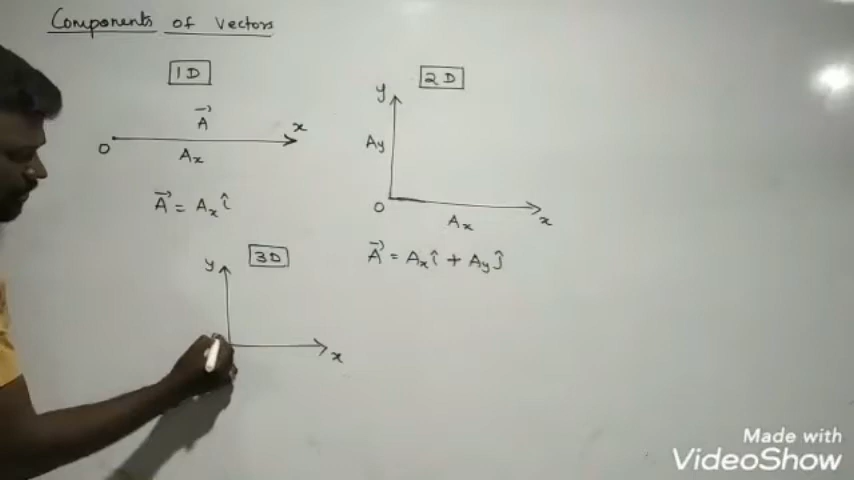 Components of vectors
1D
A⃗
x
O
Ax
A⃗ = Ax î
2D
y
Ay
O
Ax
x
A⃗ = Ax î + Ay ĵ
3D
y
x
Made with
VideoShow